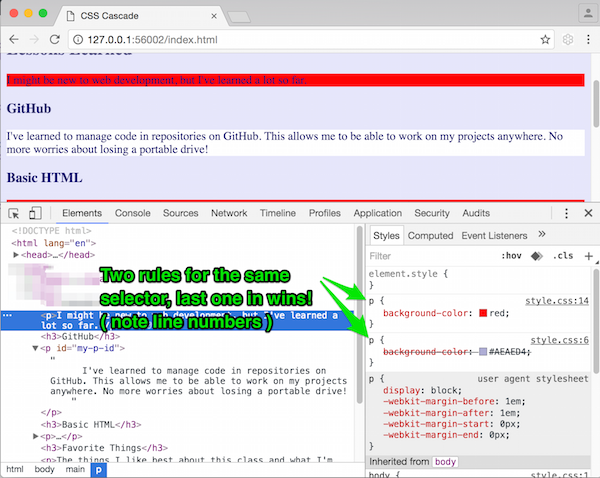 CSS Cascade
127.0.0.1:56002/index.html
Lessons Learned
I might be new to web development, but I've learned a lot so far.
GitHub
I've learned to manage code in repositories on GitHub. This allows me to be able to work on my projects anywhere. No
more worries about losing a portable drive!
Basic HTML
Elements Console Sources Network Timeline Profiles Application Security Audits
<!DOCTYPE html>
<html lang="en">
<head>…</head>
Two rules for the same
selector, last one in wins!
( note line numbers )
<p>I might be new to web development, but I've learned a
lot so far.
<h3>GitHub</h3>
<p id="my-p-id">
"
I've learned to manage code in repositories on
GitHub. This allows me to be able to work on my projects
anywhere. No more worries about losing a portable drive!
"
</p>
<h3>Basic HTML</h3>
<p>…</p>
<h3>Favorite Things</h3>
<p>The things I like best about this class and what I'm
html body main p
Styles Computed Event Listeners »
Filter :hov .cls +
element.style {
}
p { style.css:14
background-color: red;
}
p { style.css:6
background-color: #AEAED4;
}
p { user agent stylesheet
display: block;
-webkit-margin-before: 1em;
-webkit-margin-after: 1em;
-webkit-margin-start: 0px;
-webkit-margin-end: 0px;
}
Inherited from body
body { style.css:1